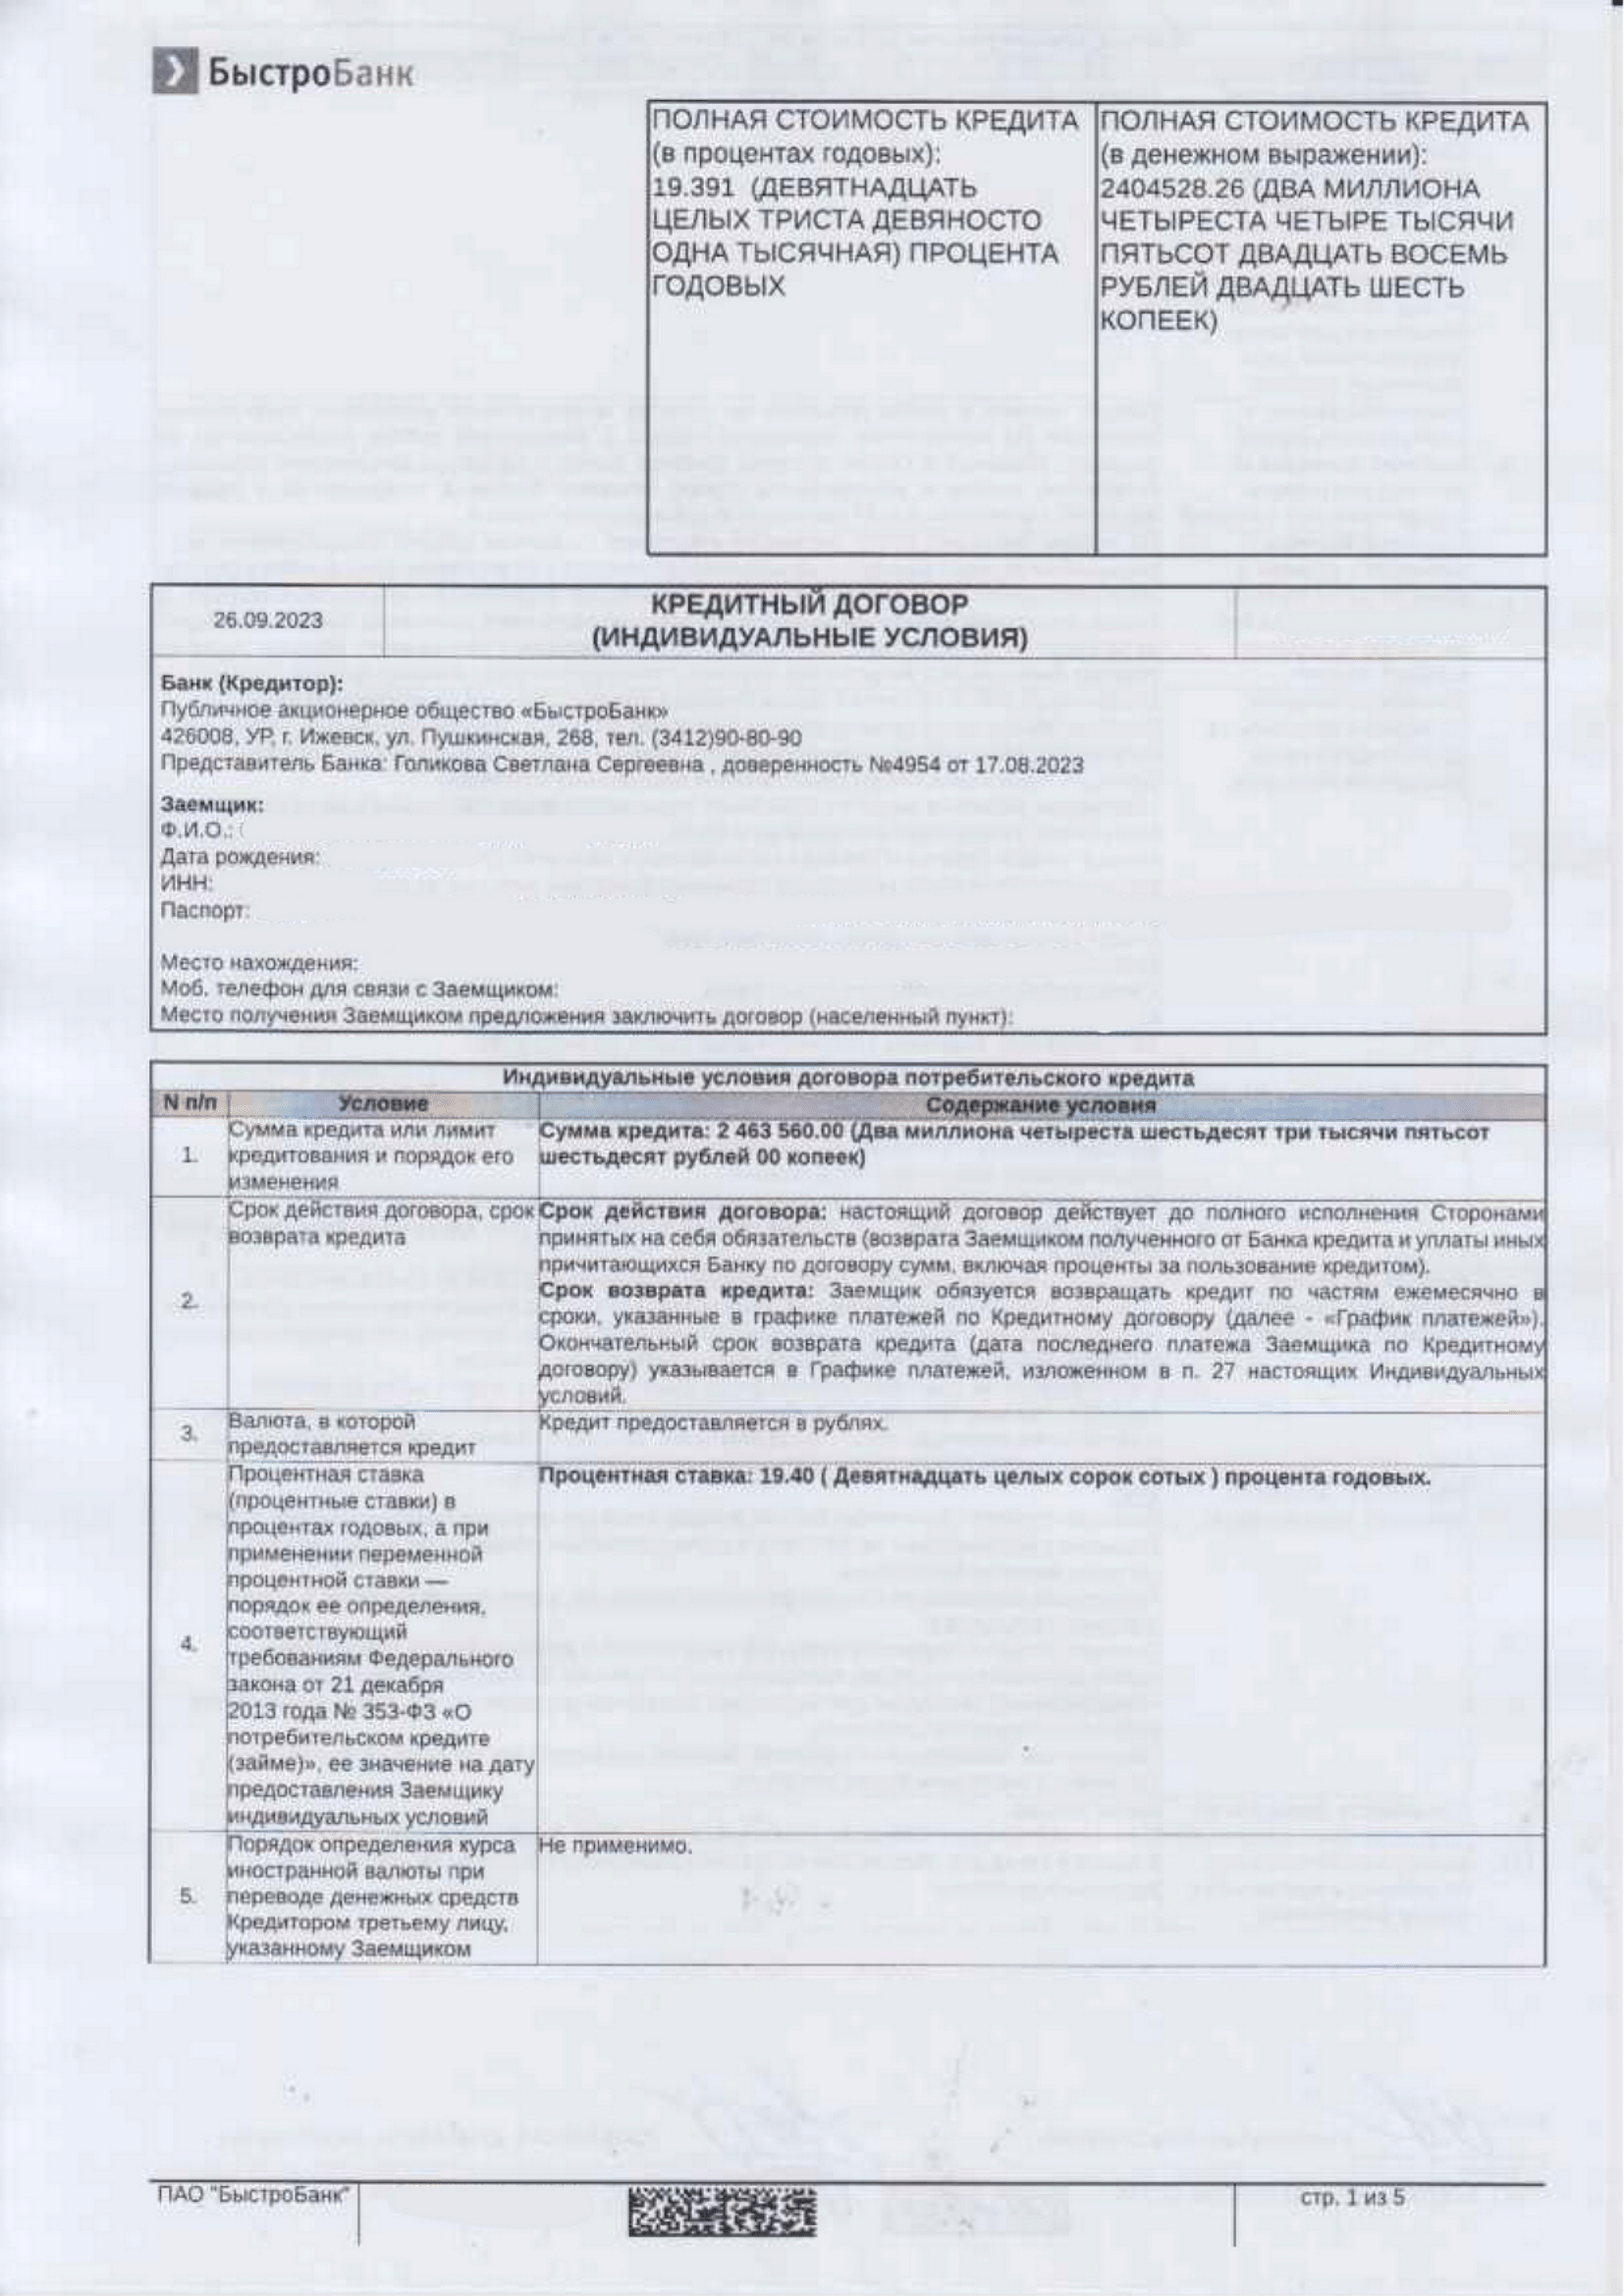 БыстроБанк
ПОЛНАЯ СТОИМОСТЬ КРЕДИТА
(в процентах годовых):
19.391 (ДЕВЯТНАДЦАТЬ
ЦЕЛЫХ ТРИСТА ДЕВЯНОСТО
ОДНА ТЫСЯЧНАЯ) ПРОЦЕНТА
ГОДОВЫХ
ПОЛНАЯ СТОИМОСТЬ КРЕДИТА
(в денежном выражении):
2404528.26 (ДВА МИЛЛИОНА
ЧЕТЫРЕСТА ЧЕТЫРЕ ТЫСЯЧИ
ПЯТЬСОТ ДВАДЦАТЬ ВОСЕМЬ
РУБЛЕЙ ДВАДЦАТЬ ШЕСТЬ
КОПЕЕК)
26.09.2023
КРЕДИТНЫЙ ДОГОВОР
(ИНДИВИДУАЛЬНЫЕ УСЛОВИЯ)
Банк (Кредитор):
Публичное акционерное общество «БыстроБанк»
426008, УР, г. Ижевск, ул. Пушкинская, 268, тел. (3412)90-80-90
Представитель Банка: Голикова Светлана Сергеевна , доверенность №4954 от 17.08.2023
Заемщик:
Ф.И.О.:
Дата рождения:
ИНН:
Паспорт:
Место нахождения:
Моб. телефон для связи с Заемщиком:
Место получения Заемщиком предложения заключить договор (населенный пункт):
Индивидуальные условия договора потребительского кредита
N п/п Условие Содержание условия
1.
Сумма кредита или лимит
кредитования и порядок его
изменения
Сумма кредита: 2 463 560.00 (Два миллиона четыреста шестьдесят три тысячи пятьсот
шестьдесят рублей 00 копеек)
2.
Срок действия договора, срок
возврата кредита
Срок действия договора: настоящий договор действует до полного исполнения Сторонами
принятых на себя обязательств (возврата Заемщиком полученного от Банка кредита и уплаты иных
причитающихся Банку по договору сумм, включая проценты за пользование кредитом).
Срок возврата кредита: Заемщик обязуется возвращать кредит по частям ежемесячно в
сроки, указанные в графике платежей по Кредитному договору (далее - «График платежей»).
Окончательный срок возврата кредита (дата последнего платежа Заемщика по Кредитному
договору) указывается в Графике платежей, изложенном в п. 27 настоящих Индивидуальных
условий.
3.
Валюта, в которой
предоставляется кредит
Кредит предоставляется в рублях.
4.
Процентная ставка
(процентные ставки) в
процентах годовых, а при
применении переменной
процентной ставки —
порядок ее определения,
соответствующий
требованиям Федерального
закона от 21 декабря
2013 года № 353-ФЗ «О
потребительском кредите
(займе)», ее значение на дату
предоставления Заемщику
индивидуальных условий
Процентная ставка: 19.40 ( Девятнадцать целых сорок сотых ) процента годовых.
5.
Порядок определения курса
иностранной валюты при
переводе денежных средств
Кредитором третьему лицу,
указанному Заемщиком
Не применимо.
ПАО "БыстроБанк"
стр. 1 из 5